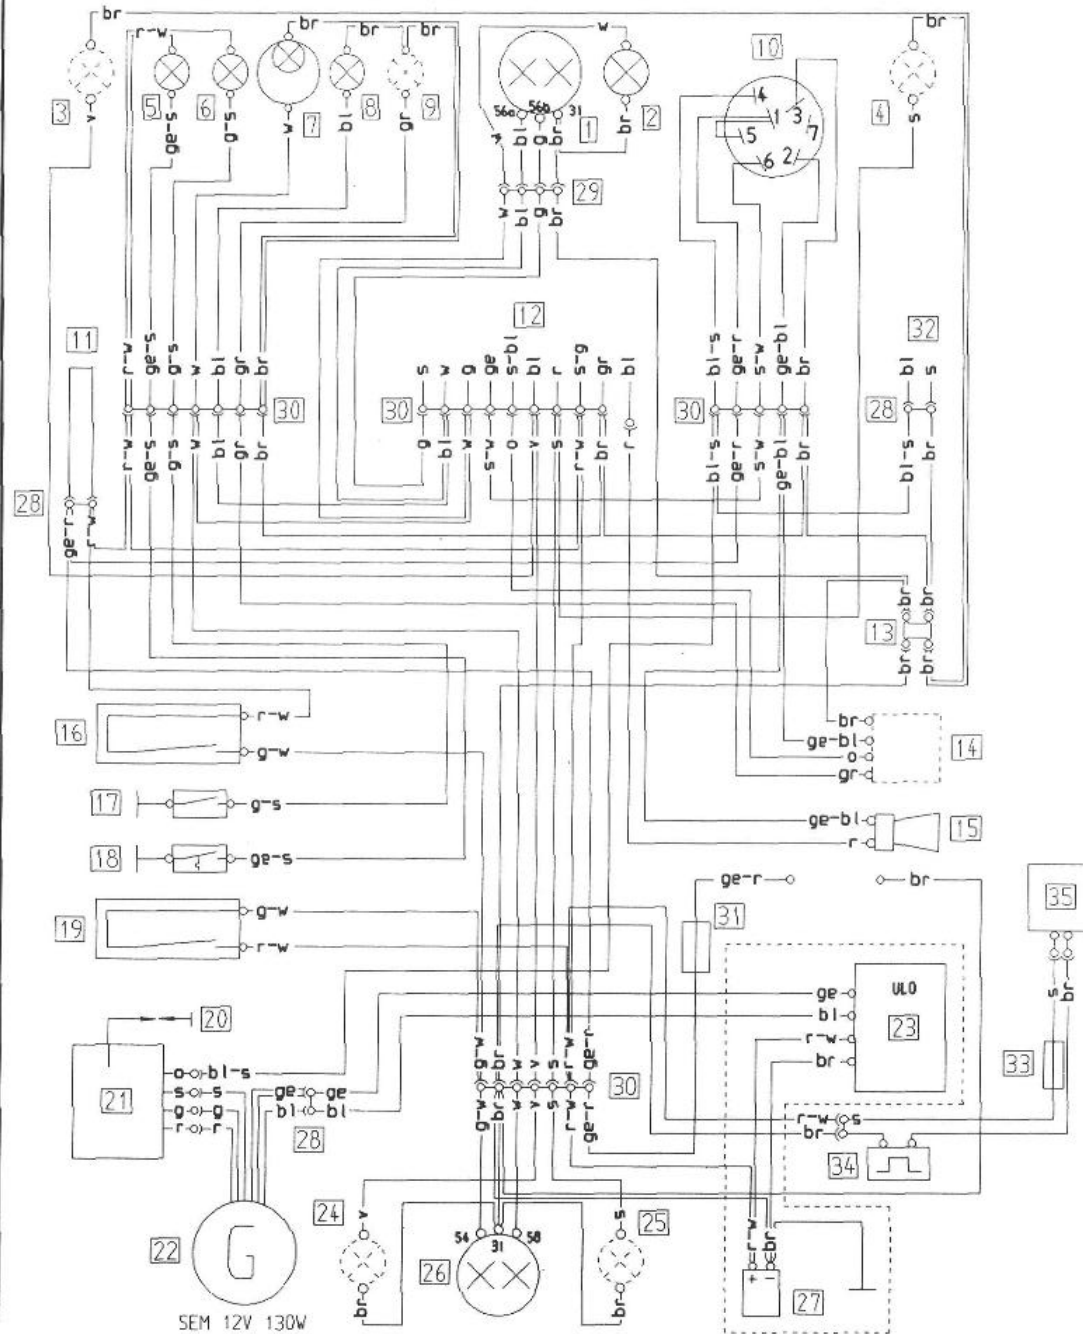 br br br br w br
r-w
3 5 6 7 8 9 2 10 4
v ge-s g-s w bl gr 56a 56b 31 1 br s
bl g br
4
1 3
5 7
6 2
29
w bl g br
11 12 32
r-w ge-s g-s w bl gr br s w g ge s-bl bl r s-g gr bl bl-s ge-r s-w ge-bl br bl s
30 30 30 28
r-w ge-s g-s w bl gr br g bl w s-w o v s r-w br r bl-s ge-r s-w ge-bl br bl-s br
28
ge-r r-w
br br
13
br br
16 r-w
g-w
br
ge-bl 14
o
gr
17 g-s
ge-bl 15
r
18 ge-s
ge-r br
19 g-w
r-w
31 35
s br
20
ge ULO
bl 23
r-w
br
33
21
o bl-s
s s
g g
r r
ge ge
bl bl
28
g-w br w v s r-w ge-r
30
g-w br w v s r-w ge-r
r-w s
br
34
22 G
SEM 12V 130W
24 v
br
54 31 58
26
s 25
br
r-w br
+ - 27